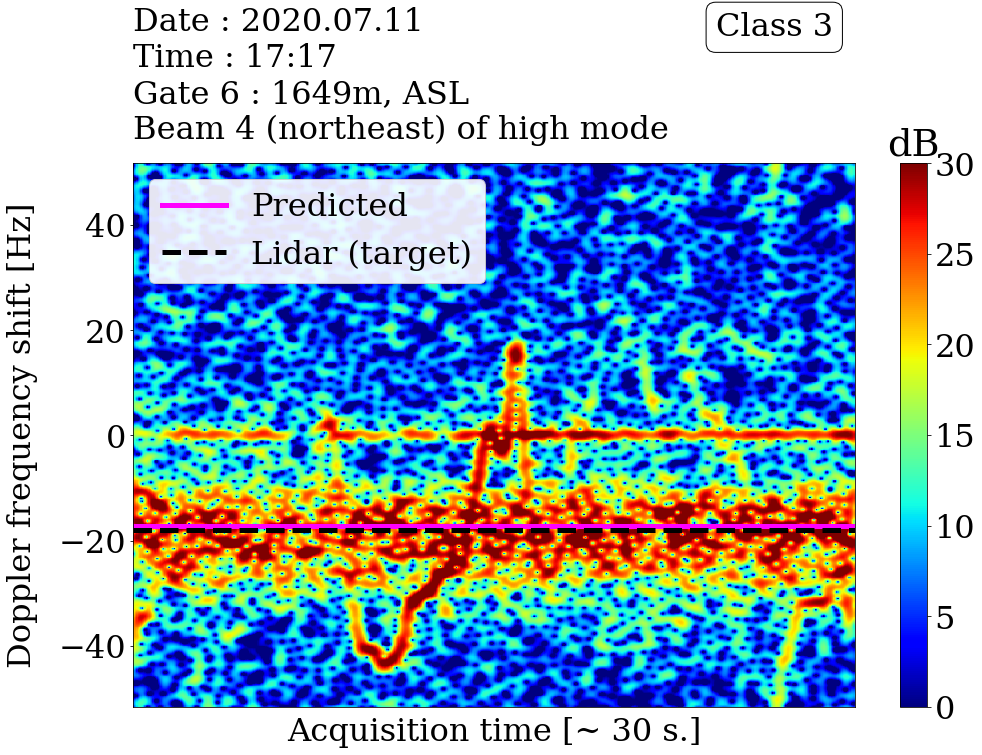 Date : 2020.07.11
Time : 17:17
Gate 6 : 1649m, ASL
Beam 4 (northeast) of high mode
Class 3
dB
Predicted
Lidar (target)
Doppler frequency shift [Hz]
40
20
0
−20
−40
Acquisition time [~ 30 s.]
30
25
20
15
10
5
0